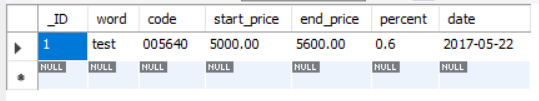 _ID word code start_price end_price percent date
1 test 005640 5000.00 5600.00 0.6 2017-05-22
NULL NULL NULL NULL NULL NULL NULL